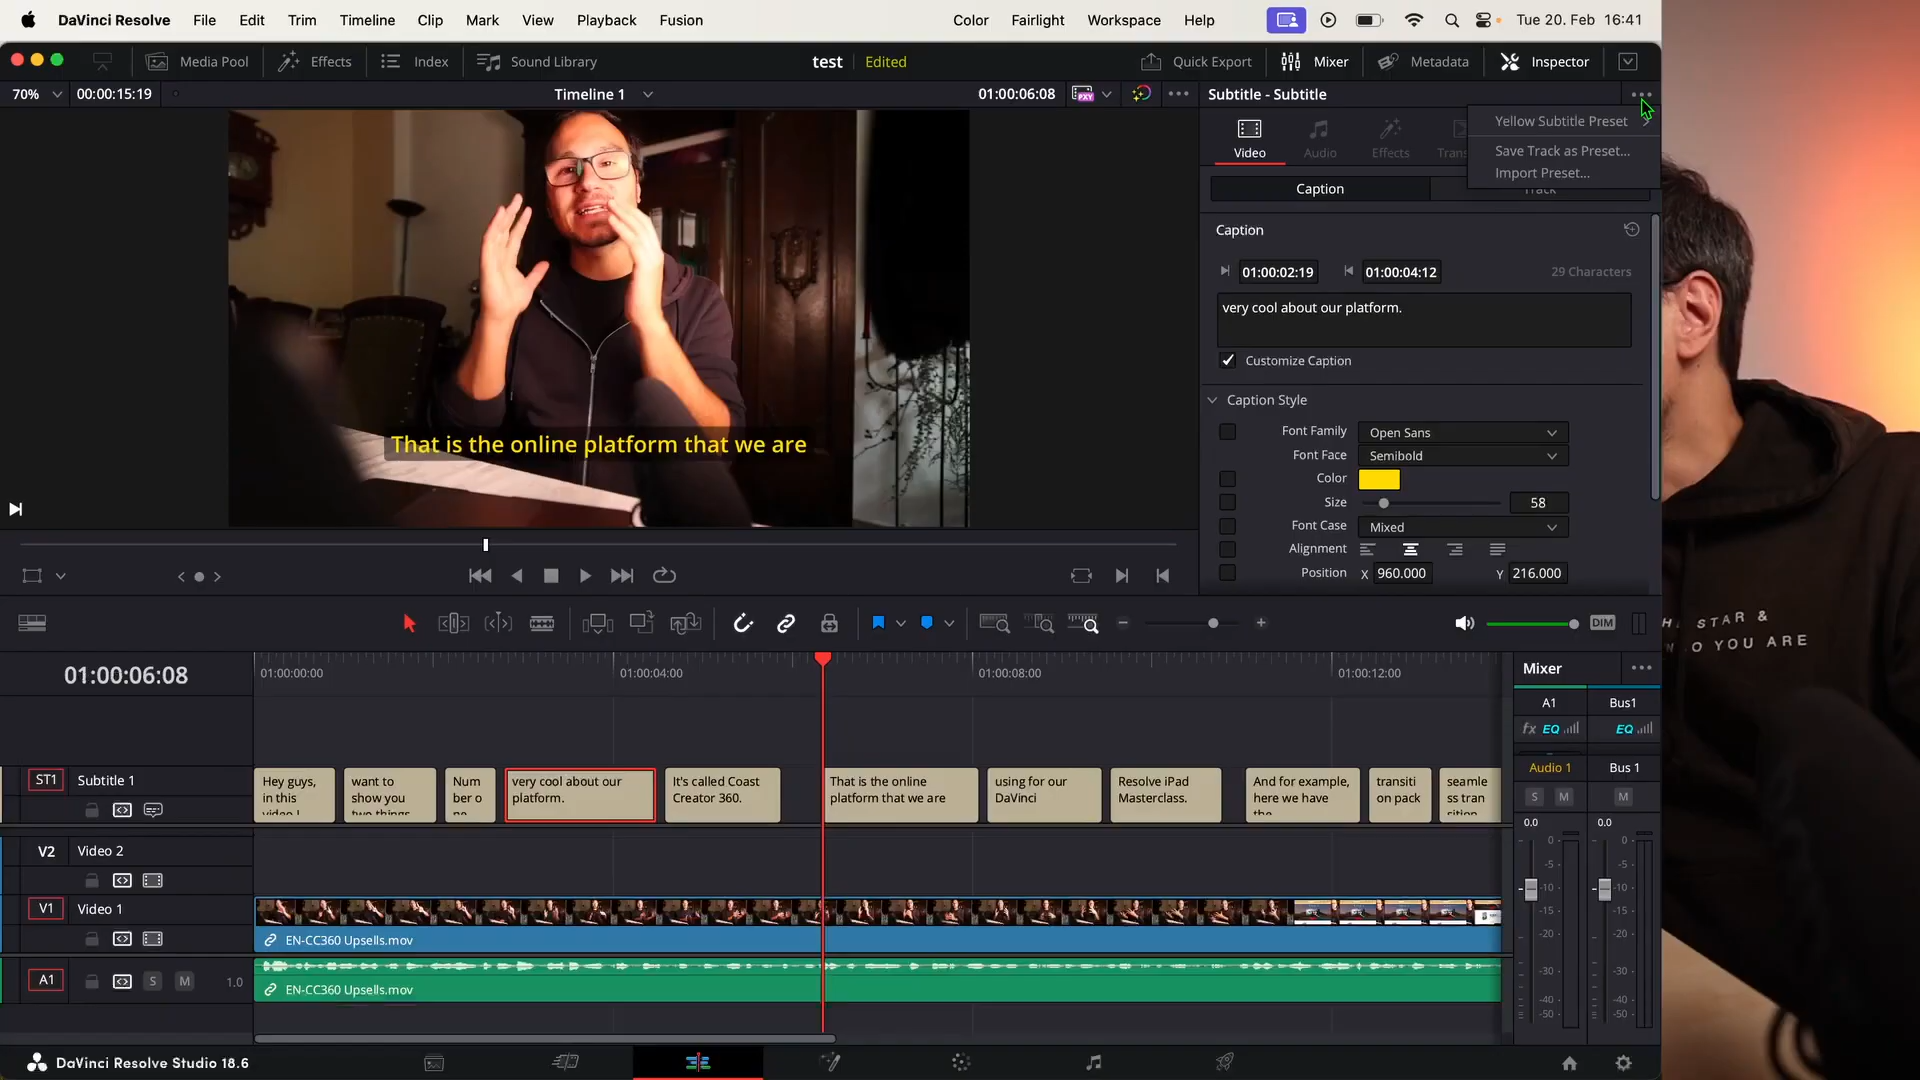 DaVinci Resolve File Edit Trim Timeline Clip Mark View Playback Fusion Color Fairlight Workspace Help Tue 20. Feb 16:41
Media Pool Effects Index Sound Library test Edited Quick Export Mixer Metadata Inspector
70% 00:00:15:19 Timeline 1 01:00:06:08 PXY Subtitle - Subtitle
Yellow Subtitle Preset
Save Track as Preset...
Import Preset...
Video Audio Effects Trans
Caption Track
Caption
01:00:02:19 01:00:04:12 29 Characters
very cool about our platform.
Customize Caption
Caption Style
Font Family Open Sans
Font Face Semibold
Color
Size 58
Font Case Mixed
Alignment
Position X 960.000 Y 216.000
That is the online platform that we are
DIM
01:00:06:08
01:00:00:00 01:00:04:00 01:00:08:00 01:00:12:00
ST1 Subtitle 1
Hey guys,
in this
video I
want to
show you
two things
Num
ber o
ne
very cool about our
platform.
It's called Coast
Creator 360.
That is the online
platform that we are
using for our
DaVinci
Resolve iPad
Masterclass.
And for example,
here we have
the
transiti
on pack
seamle
ss tran
sition
V2 Video 2
V1 Video 1
EN-CC360 Upsells.mov
A1 S M 1.0
EN-CC360 Upsells.mov
Mixer
A1 Bus1
fx EQ EQ
Audio 1 Bus 1
S M M
0.0 0.0
0 0
-5 -5
-10 -10
-15 -15
-20 -20
-30 -30
-40 -40
-50 -50
DaVinci Resolve Studio 18.6
STAR &
O YOU ARE